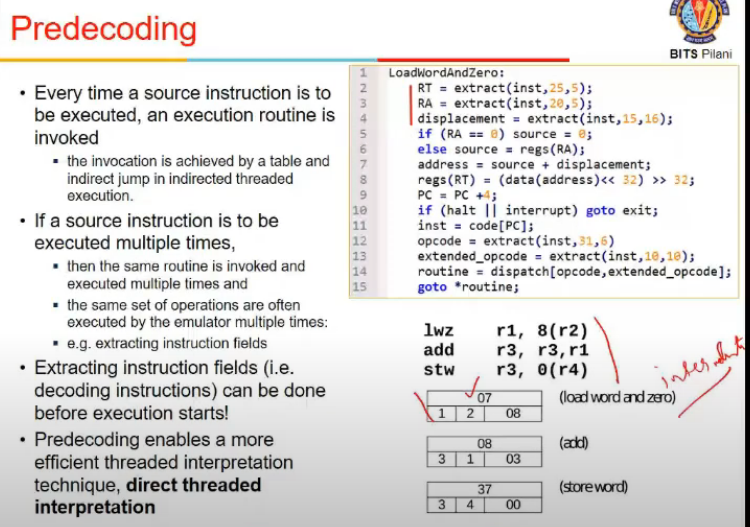 Predecoding
BITS Pilani
• Every time a source instruction is to
be executed, an execution routine is
invoked
▪ the invocation is achieved by a table and
indirect jump in indirected threaded
execution.
• If a source instruction is to be
executed multiple times,
▪ then the same routine is invoked and
executed multiple times and
▪ the same set of operations are often
executed by the emulator multiple times:
▪ e.g. extracting instruction fields
• Extracting instruction fields (i.e.
decoding instructions) can be done
before execution starts!
• Predecoding enables a more
efficient threaded interpretation
technique, direct threaded
interpretation
1 LoadWordAndZero:
2 RT = extract(inst,25,5);
3 RA = extract(inst,20,5);
4 displacement = extract(inst,15,16);
5 if (RA == 0) source = 0;
6 else source = regs(RA);
7 address = source + displacement;
8 regs(RT) = (data(address)<< 32) >> 32;
9 PC = PC +4;
10 if (halt || interrupt) goto exit;
11 inst = code[PC];
12 opcode = extract(inst,31,6)
13 extended_opcode = extract(inst,10,10);
14 routine = dispatch[opcode,extended_opcode];
15 goto *routine;
lwz r1, 8(r2)
add r3, r3,r1
stw r3, 0(r4)
07
1 2 08
(load word and zero)
08
3 1 03
(add)
37
3 4 00
(store word)